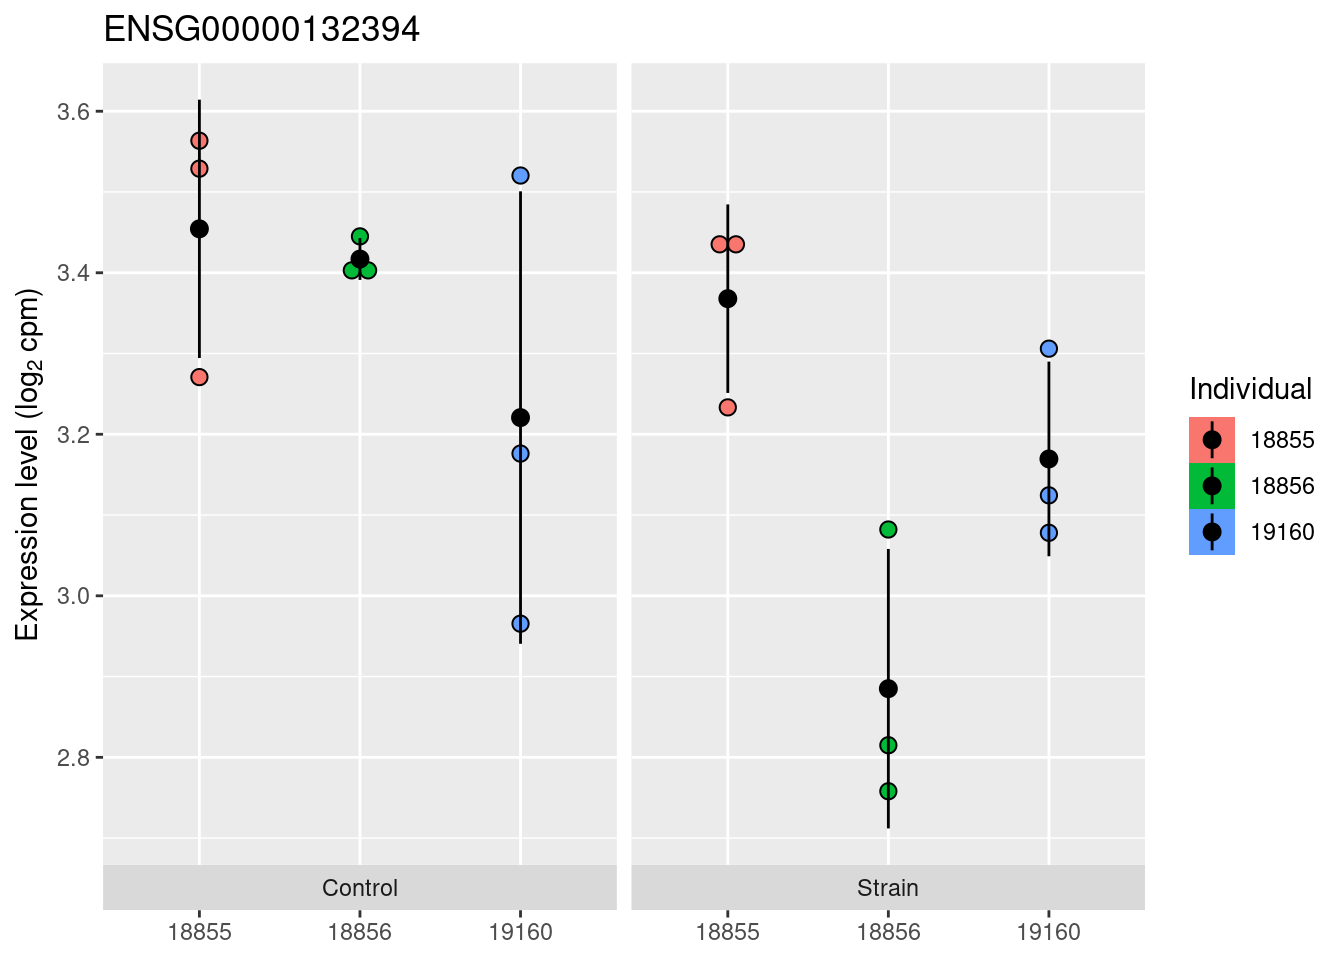 ENSG00000132394
Expression level (log₂ cpm)
3.6
3.4
3.2
3.0
2.8
Control
Strain
18855
18856
19160
18855
18856
19160
Individual
18855
18856
19160